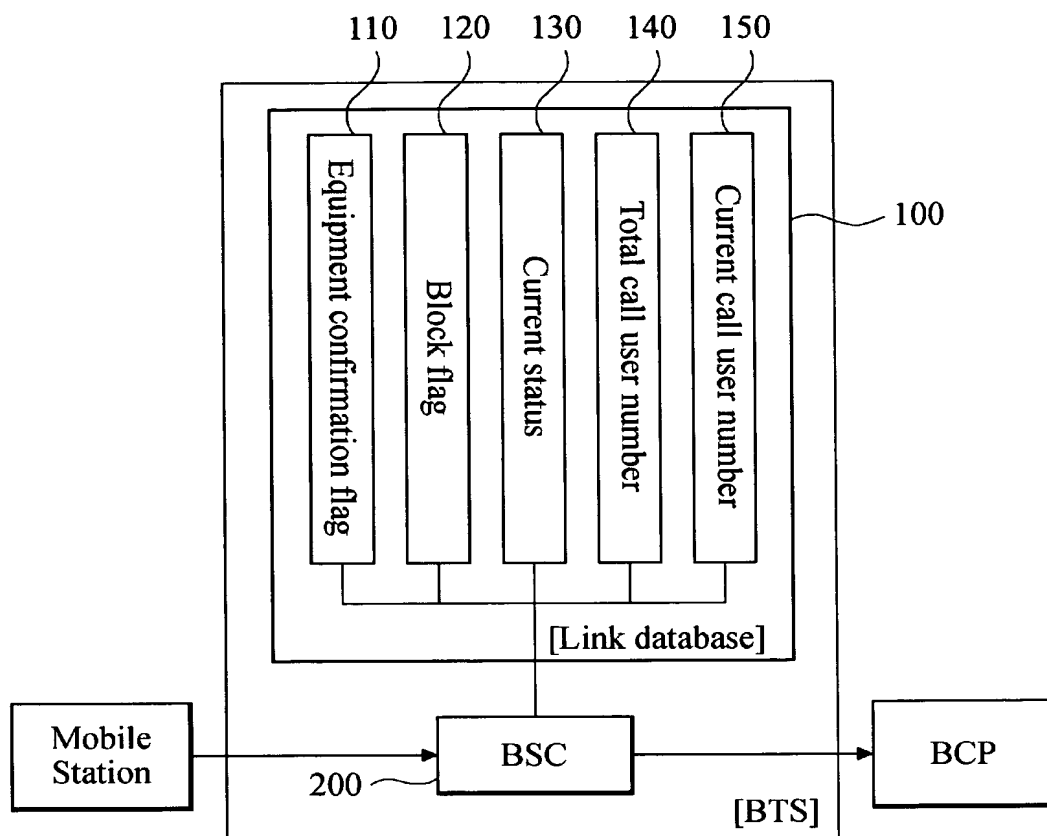 110
120
130
140
150
100
Equipment confirmation flag
Block flag
Current status
Total call user number
Current call user number
[Link database]
Mobile
Station
BSC
200
BCP
[BTS]